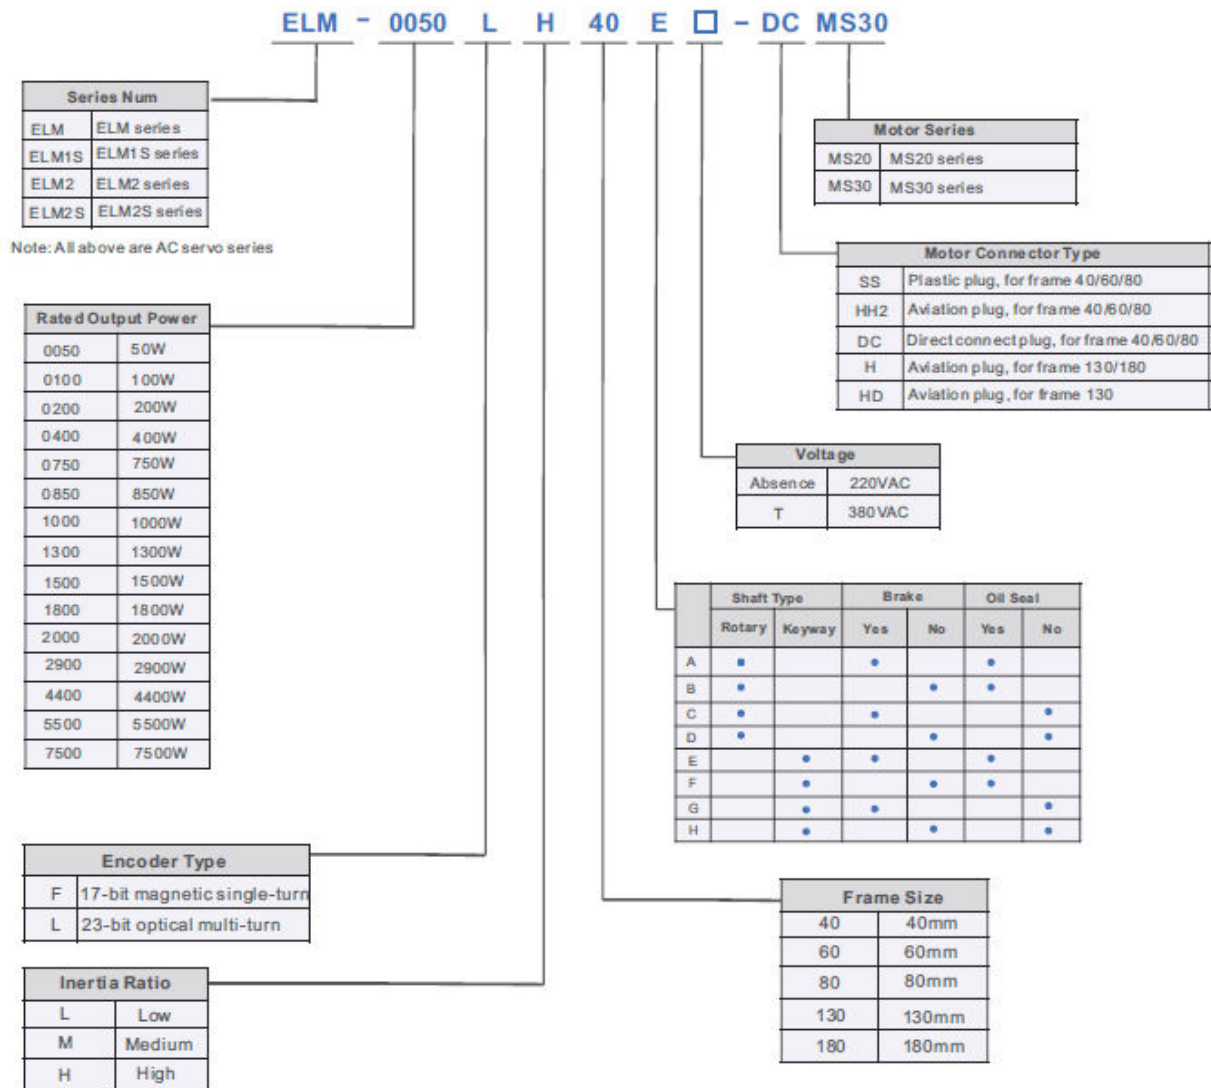 ELM - 0050 L H 40 E □ - DC MS30
Series Num
ELM ELM series
ELM1S ELM1S series
ELM2 ELM2 series
ELM2S ELM2S series
Note: All above are AC servo series
Motor Series
MS20 MS20 series
MS30 MS30 series
Motor Connector Type
SS Plastic plug, for frame 40/60/80
HH2 Aviation plug, for frame 40/60/80
DC Direct connect plug, for frame 40/60/80
H Aviation plug, for frame 130/180
HD Aviation plug, for frame 130
Rated Output Power
0050 50W
0100 100W
0200 200W
0400 400W
0750 750W
0850 850W
1000 1000W
1300 1300W
1500 1500W
1800 1800W
2000 2000W
2900 2900W
4400 4400W
5500 5500W
7500 7500W
Voltage
Absence 220VAC
T 380VAC
Shaft Type Brake Oil Seal
Rotary Keyway Yes No Yes No
A
B
C
D
E
F
G
H
Encoder Type
F 17-bit magnetic single-turn
L 23-bit optical multi-turn
Frame Size
40 40mm
60 60mm
80 80mm
130 130mm
180 180mm
Inertia Ratio
L Low
M Medium
H High